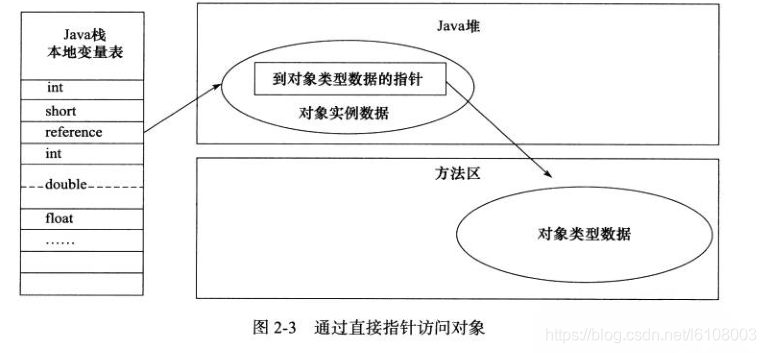 Java栈
本地变量表
int
short
reference
int
double
float
……
Java堆
到对象类型数据的指针
对象实例数据
方法区
对象类型数据
图 2-3 通过直接指针访问对象
https://blog.csdn.net/l6108003